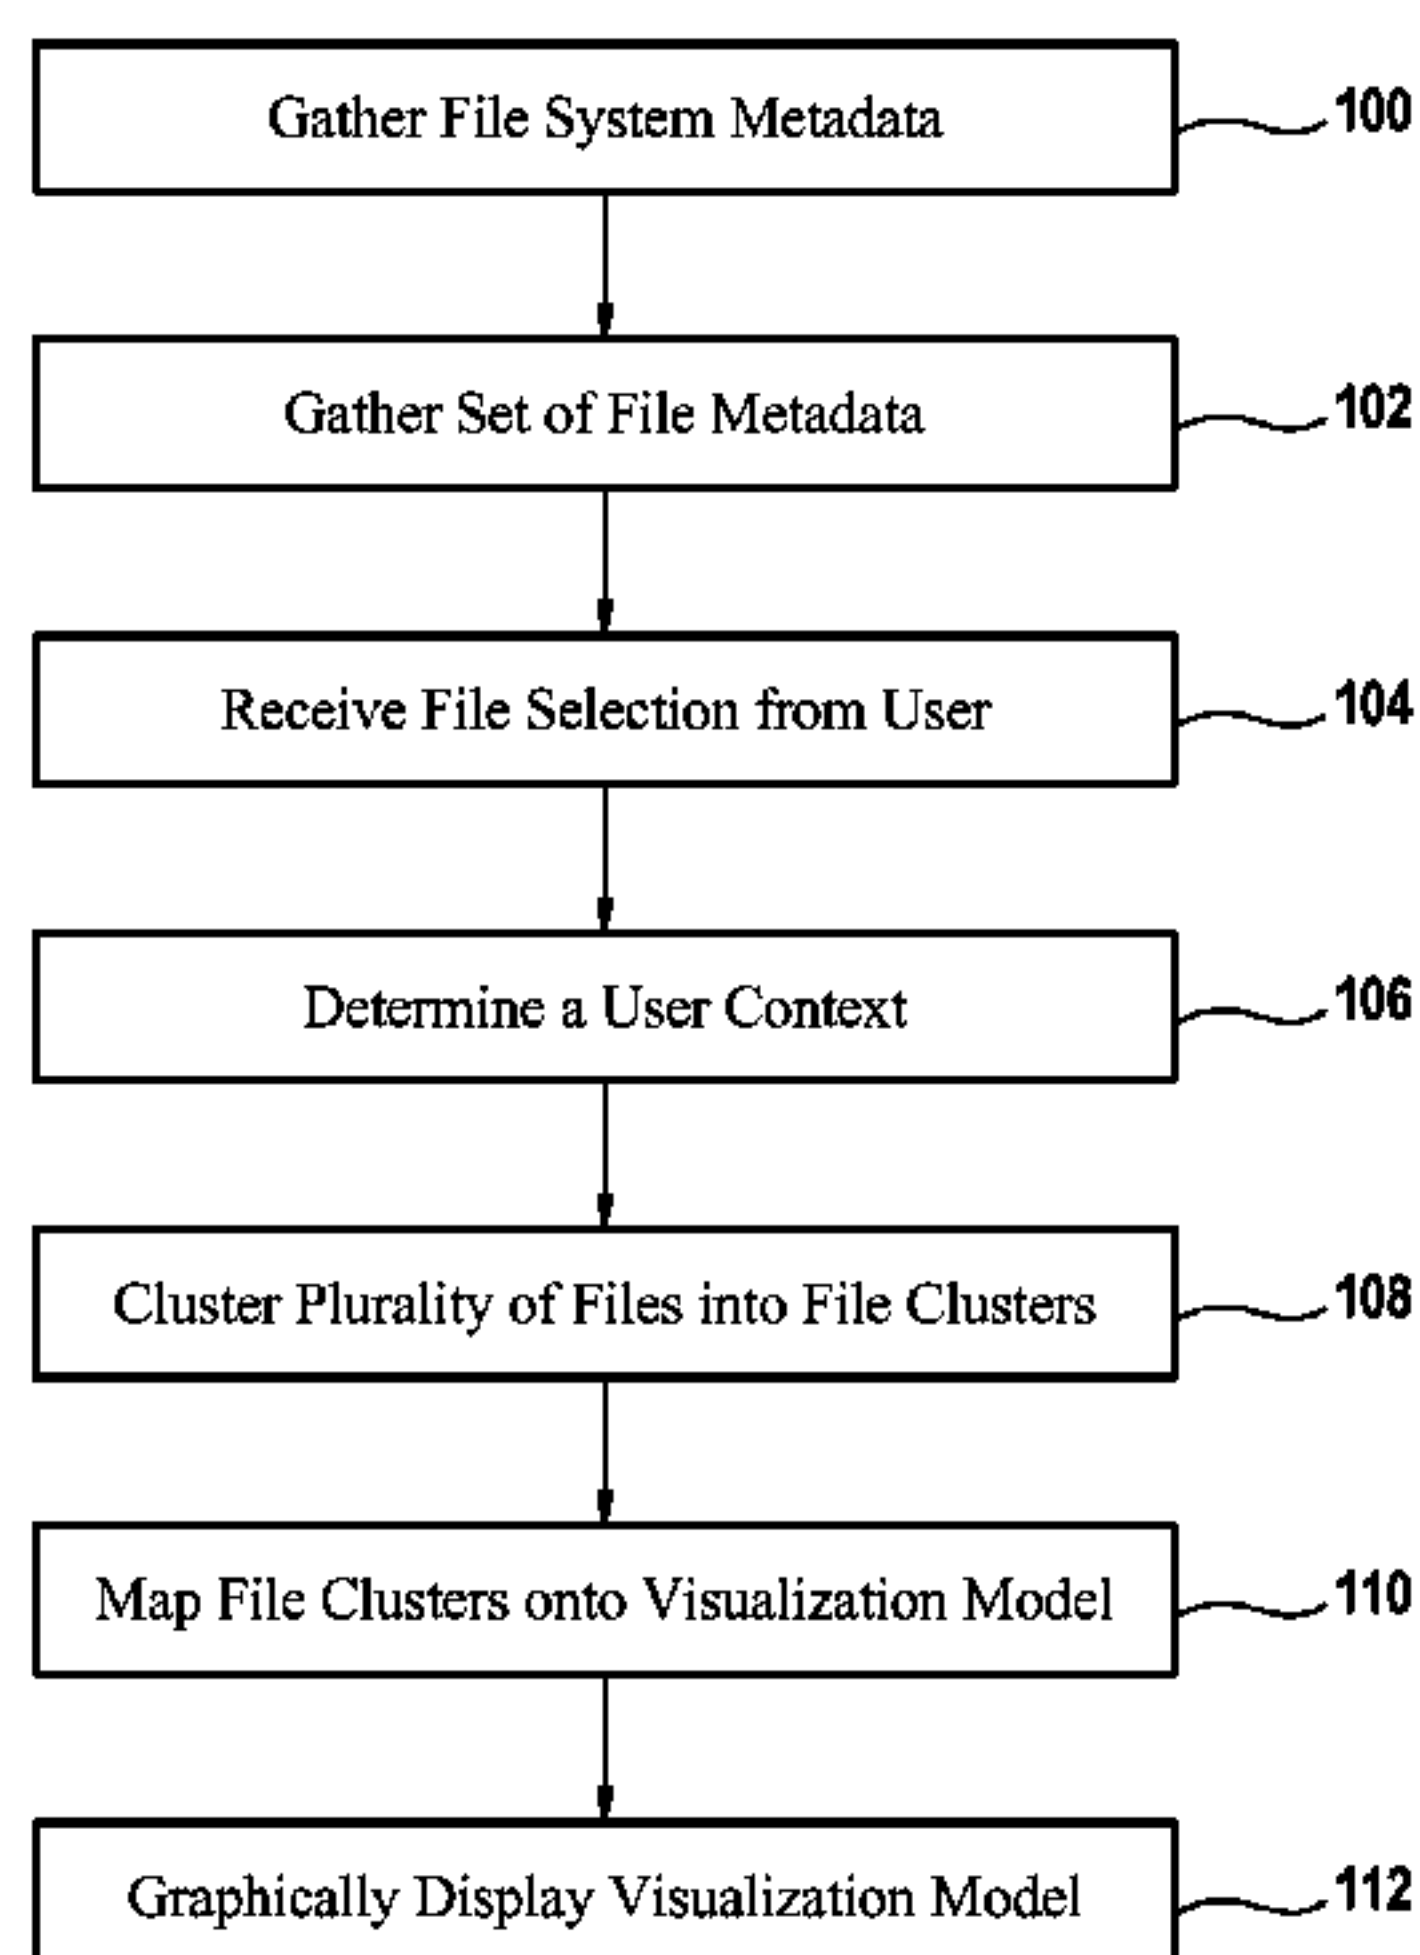 Gather File System Metadata
100
Gather Set of File Metadata
102
Receive File Selection from User
104
Determine a User Context
106
Cluster Plurality of Files into File Clusters
108
Map File Clusters onto Visualization Model
110
Graphically Display Visualization Model
112